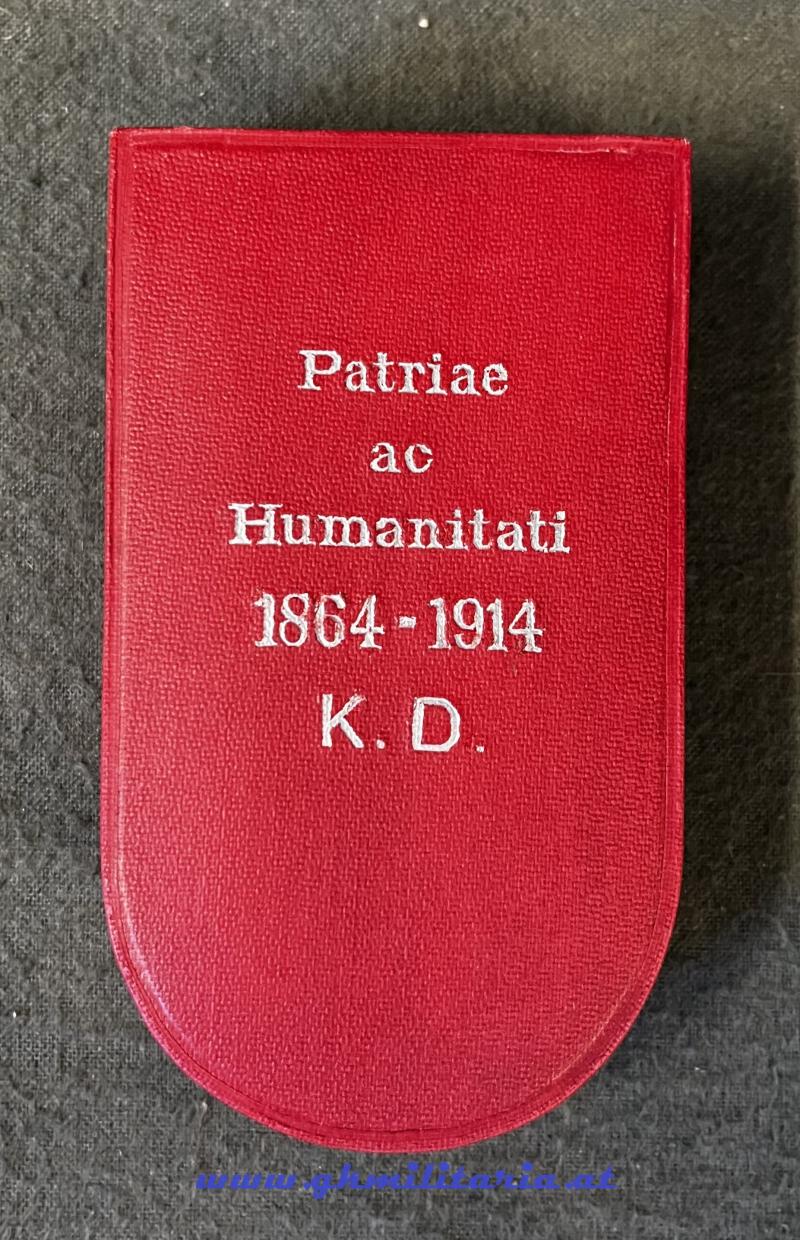 Patriae
ac
Humanitati
1864-1914
K. D.
www.ghmilitaria.at